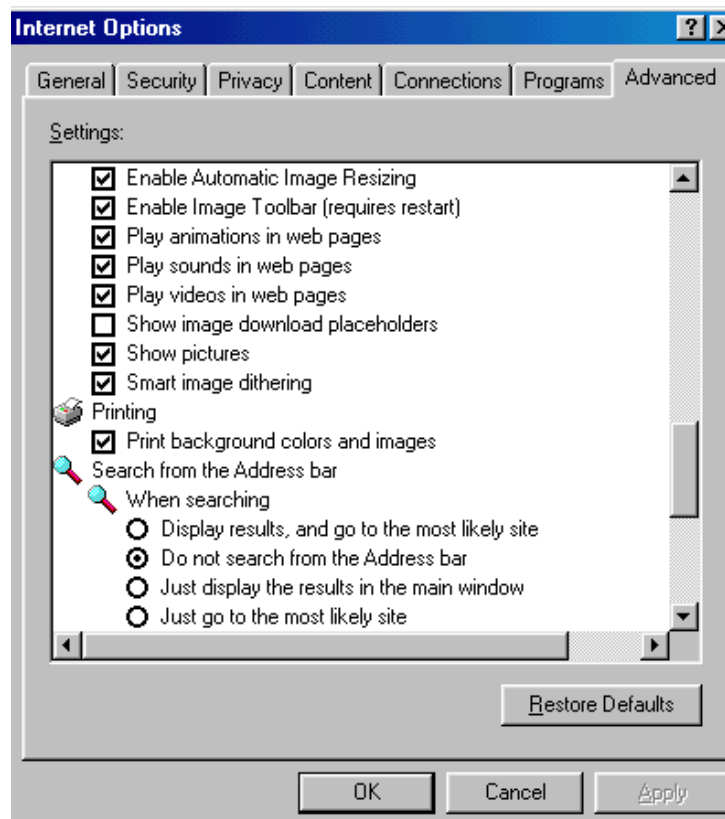 Internet Options
General Security Privacy Content Connections Programs Advanced
Settings:
Enable Automatic Image Resizing
Enable Image Toolbar (requires restart)
Play animations in web pages
Play sounds in web pages
Play videos in web pages
Show image download placeholders
Show pictures
Smart image dithering
Printing
Print background colors and images
Search from the Address bar
When searching
Display results, and go to the most likely site
Do not search from the Address bar
Just display the results in the main window
Just go to the most likely site
Restore Defaults
OK Cancel Apply